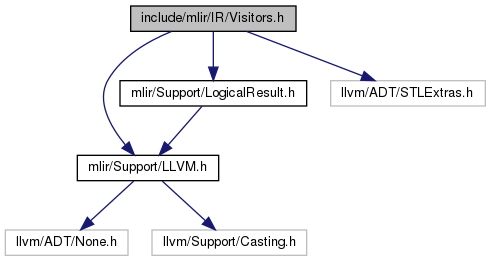 include/mlir/IR/Visitors.h
mlir/Support/LogicalResult.h
llvm/ADT/STLExtras.h
mlir/Support/LLVM.h
llvm/ADT/None.h
llvm/Support/Casting.h